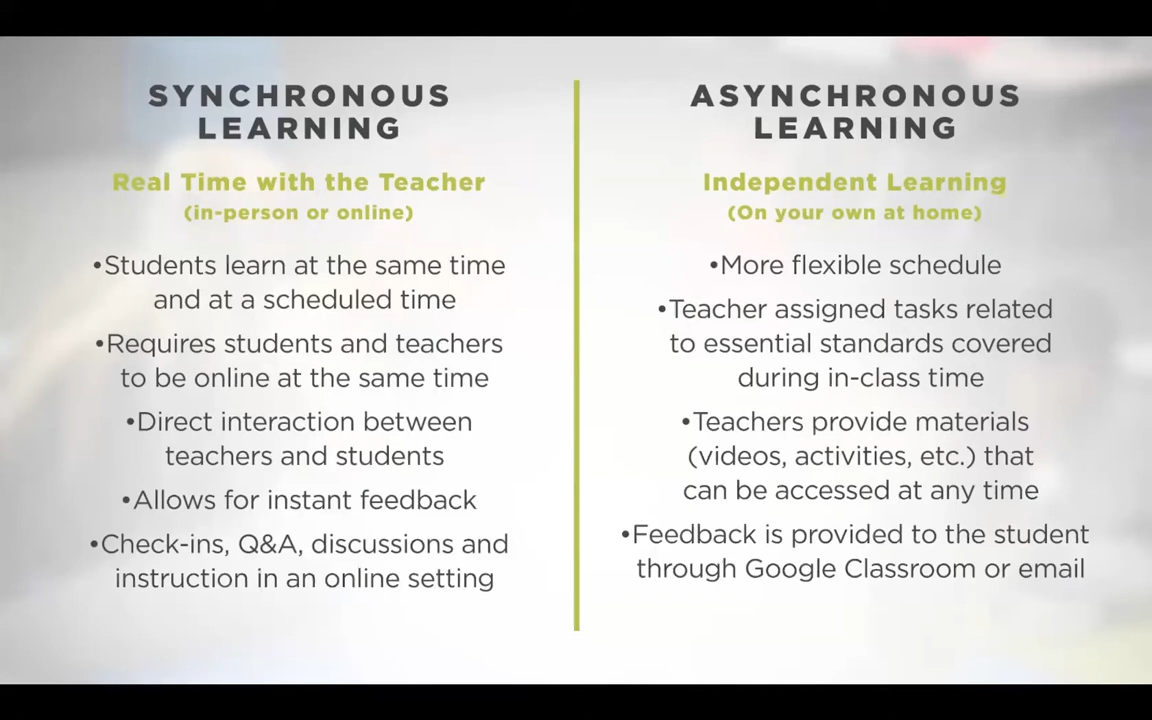 SYNCHRONOUS
LEARNING
Real Time with the Teacher
(in-person or online)
•Students learn at the same time
and at a scheduled time
•Requires students and teachers
to be online at the same time
•Direct interaction between
teachers and students
•Allows for instant feedback
•Check-ins, Q&A, discussions and
instruction in an online setting
ASYNCHRONOUS
LEARNING
Independent Learning
(On your own at home)
•More flexible schedule
•Teacher assigned tasks related
to essential standards covered
during in-class time
•Teachers provide materials
(videos, activities, etc.) that
can be accessed at any time
•Feedback is provided to the student
through Google Classroom or email